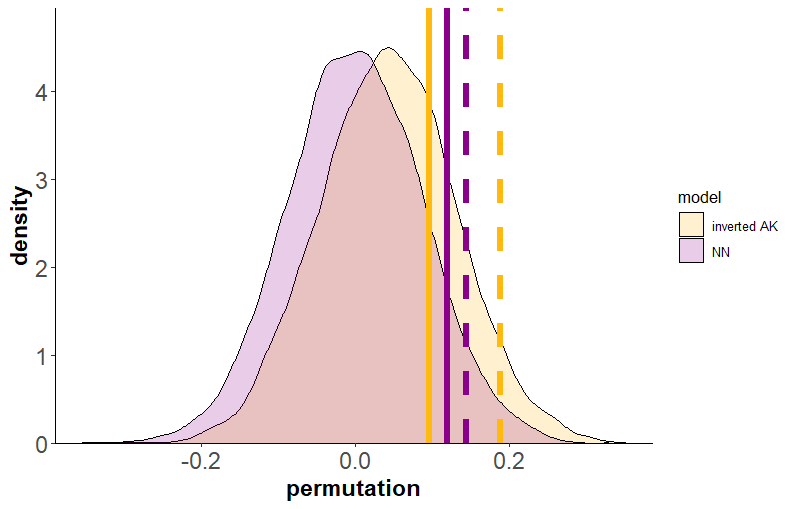 density
4
3
2
1
0
-0.2
0.0
0.2
permutation
model
inverted AK
NN